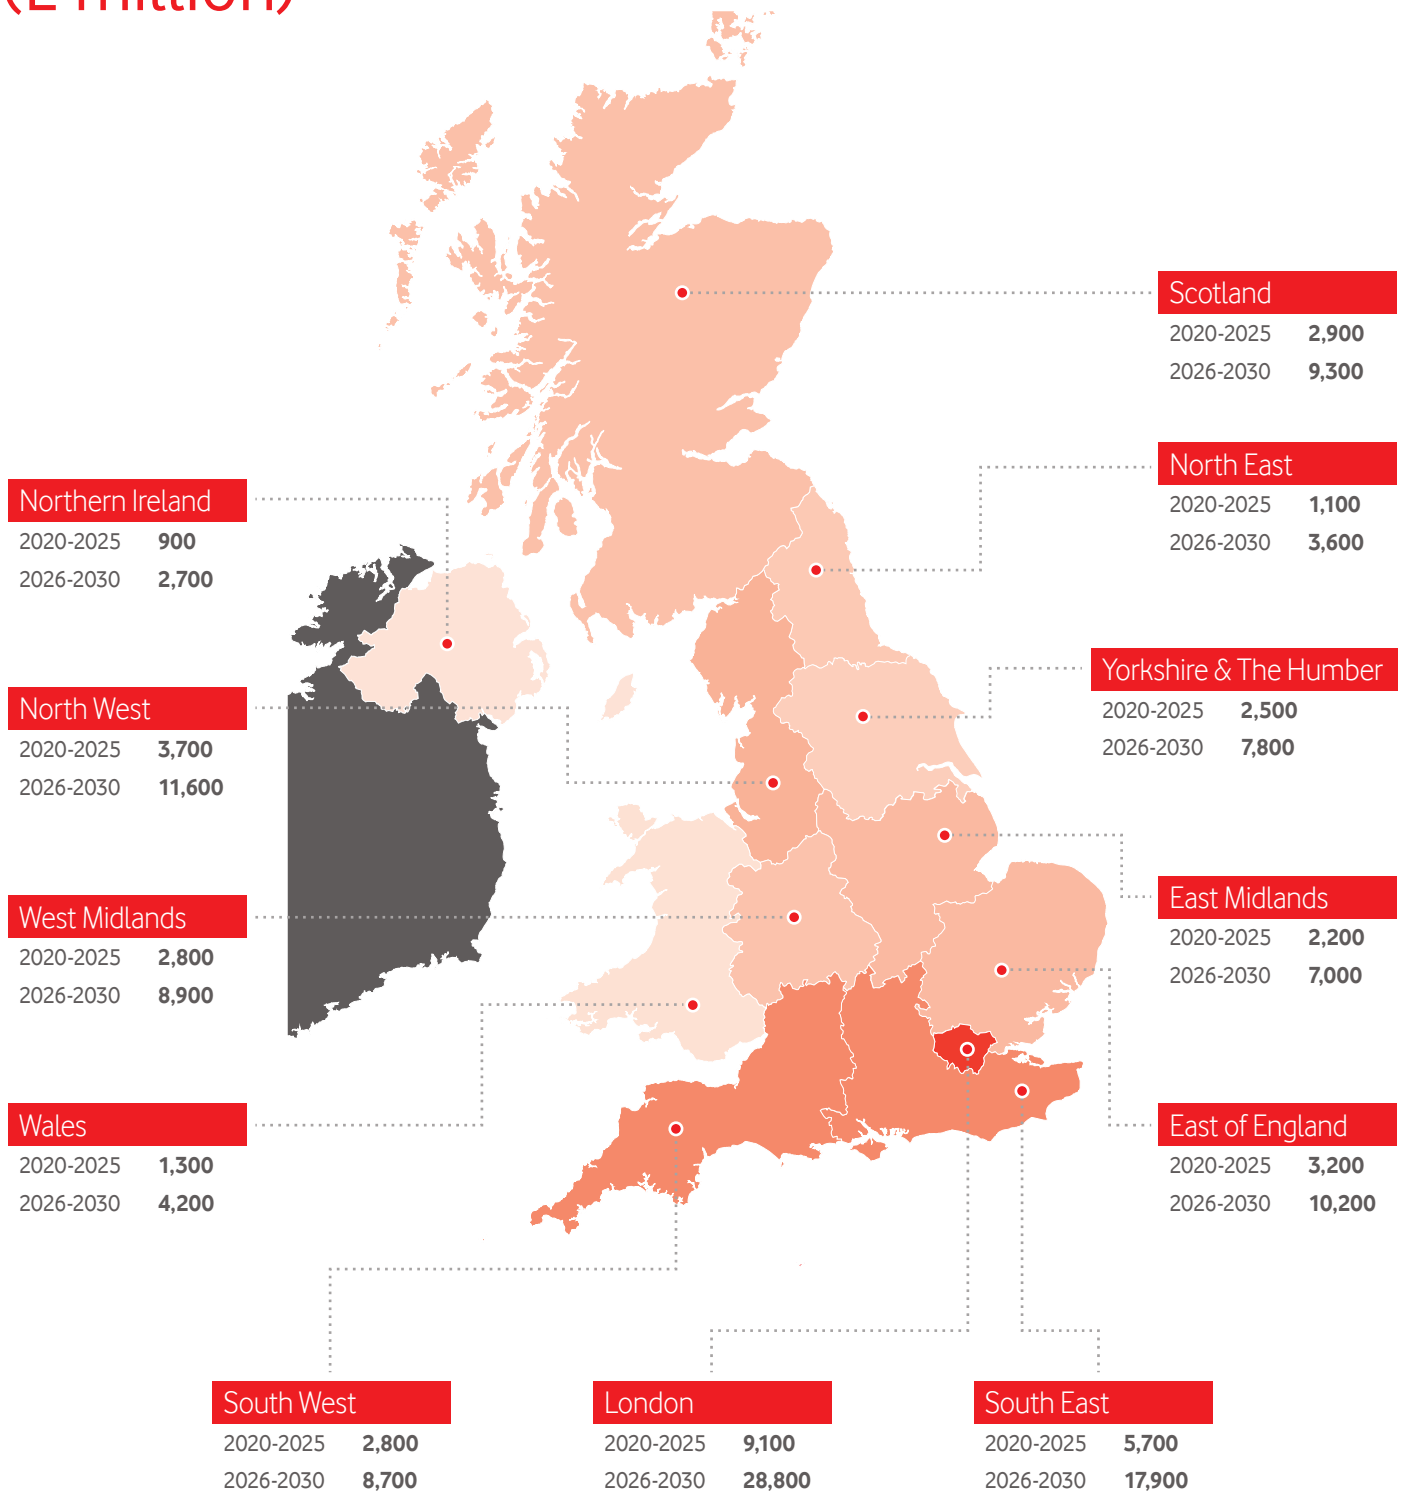 (£ million)
Scotland
2020-2025 2,900
2026-2030 9,300
North East
2020-2025 1,100
2026-2030 3,600
Northern Ireland
2020-2025 900
2026-2030 2,700
Yorkshire & The Humber
2020-2025 2,500
2026-2030 7,800
North West
2020-2025 3,700
2026-2030 11,600
East Midlands
2020-2025 2,200
2026-2030 7,000
West Midlands
2020-2025 2,800
2026-2030 8,900
Wales
2020-2025 1,300
2026-2030 4,200
East of England
2020-2025 3,200
2026-2030 10,200
South West
2020-2025 2,800
2026-2030 8,700
London
2020-2025 9,100
2026-2030 28,800
South East
2020-2025 5,700
2026-2030 17,900